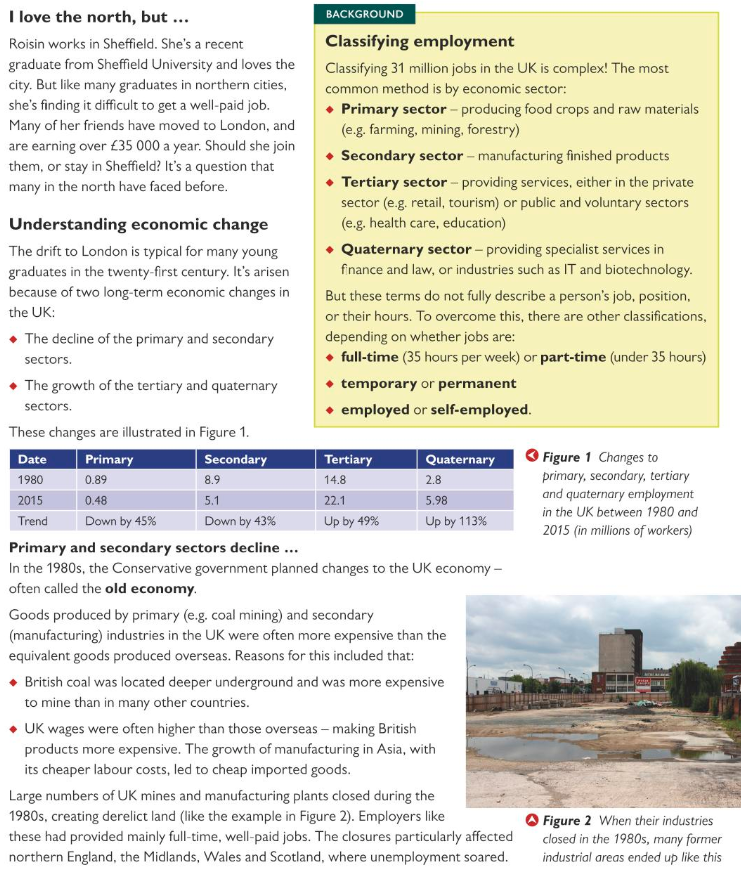 I love the north, but …
Roisin works in Sheffield. She's a recent
graduate from Sheffield University and loves the
city. But like many graduates in northern cities,
she's finding it difficult to get a well-paid job.
Many of her friends have moved to London, and
are earning over £35 000 a year. Should she join
them, or stay in Sheffield? It's a question that
many in the north have faced before.
Understanding economic change
The drift to London is typical for many young
graduates in the twenty-first century. It's arisen
because of two long-term economic changes in
the UK:
◆ The decline of the primary and secondary
sectors.
◆ The growth of the tertiary and quaternary
sectors.
These changes are illustrated in Figure 1.
BACKGROUND
Classifying employment
Classifying 31 million jobs in the UK is complex! The most
common method is by economic sector:
◆ Primary sector – producing food crops and raw materials
(e.g. farming, mining, forestry)
◆ Secondary sector – manufacturing finished products
◆ Tertiary sector – providing services, either in the private
sector (e.g. retail, tourism) or public and voluntary sectors
(e.g. health care, education)
◆ Quaternary sector – providing specialist services in
finance and law, or industries such as IT and biotechnology.
But these terms do not fully describe a person's job, position,
or their hours. To overcome this, there are other classifications,
depending on whether jobs are:
◆ full-time (35 hours per week) or part-time (under 35 hours)
◆ temporary or permanent
◆ employed or self-employed.
Date Primary Secondary Tertiary Quaternary
1980 0.89 8.9 14.8 2.8
2015 0.48 5.1 22.1 5.98
Trend Down by 45% Down by 43% Up by 49% Up by 113%
Figure 1 Changes to
primary, secondary, tertiary
and quaternary employment
in the UK between 1980 and
2015 (in millions of workers)
Primary and secondary sectors decline …
In the 1980s, the Conservative government planned changes to the UK economy –
often called the old economy.
Goods produced by primary (e.g. coal mining) and secondary
(manufacturing) industries in the UK were often more expensive than the
equivalent goods produced overseas. Reasons for this included that:
◆ British coal was located deeper underground and was more expensive
to mine than in many other countries.
◆ UK wages were often higher than those overseas – making British
products more expensive. The growth of manufacturing in Asia, with
its cheaper labour costs, led to cheap imported goods.
Large numbers of UK mines and manufacturing plants closed during the
1980s, creating derelict land (like the example in Figure 2). Employers like
these had provided mainly full-time, well-paid jobs. The closures particularly affected
northern England, the Midlands, Wales and Scotland, where unemployment soared.
Figure 2 When their industries
closed in the 1980s, many former
industrial areas ended up like this